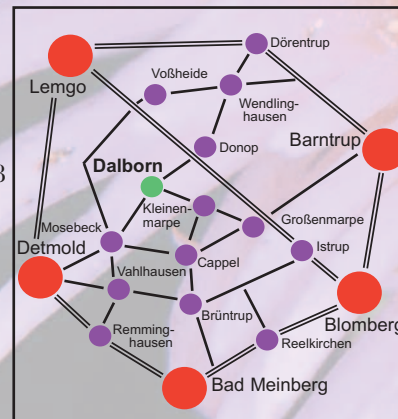 Dörentrup
Lemgo
Voßheide
Wendling-
hausen
Barntrup
Donop
3
Dalborn
Kleinen-
marpe
Großenmarpe
Mosebeck
Istrup
Detmold
Cappel
Vahlhausen
Brüntrup
Blomberg
Remming-
hausen
Reelkirchen
Bad Meinberg